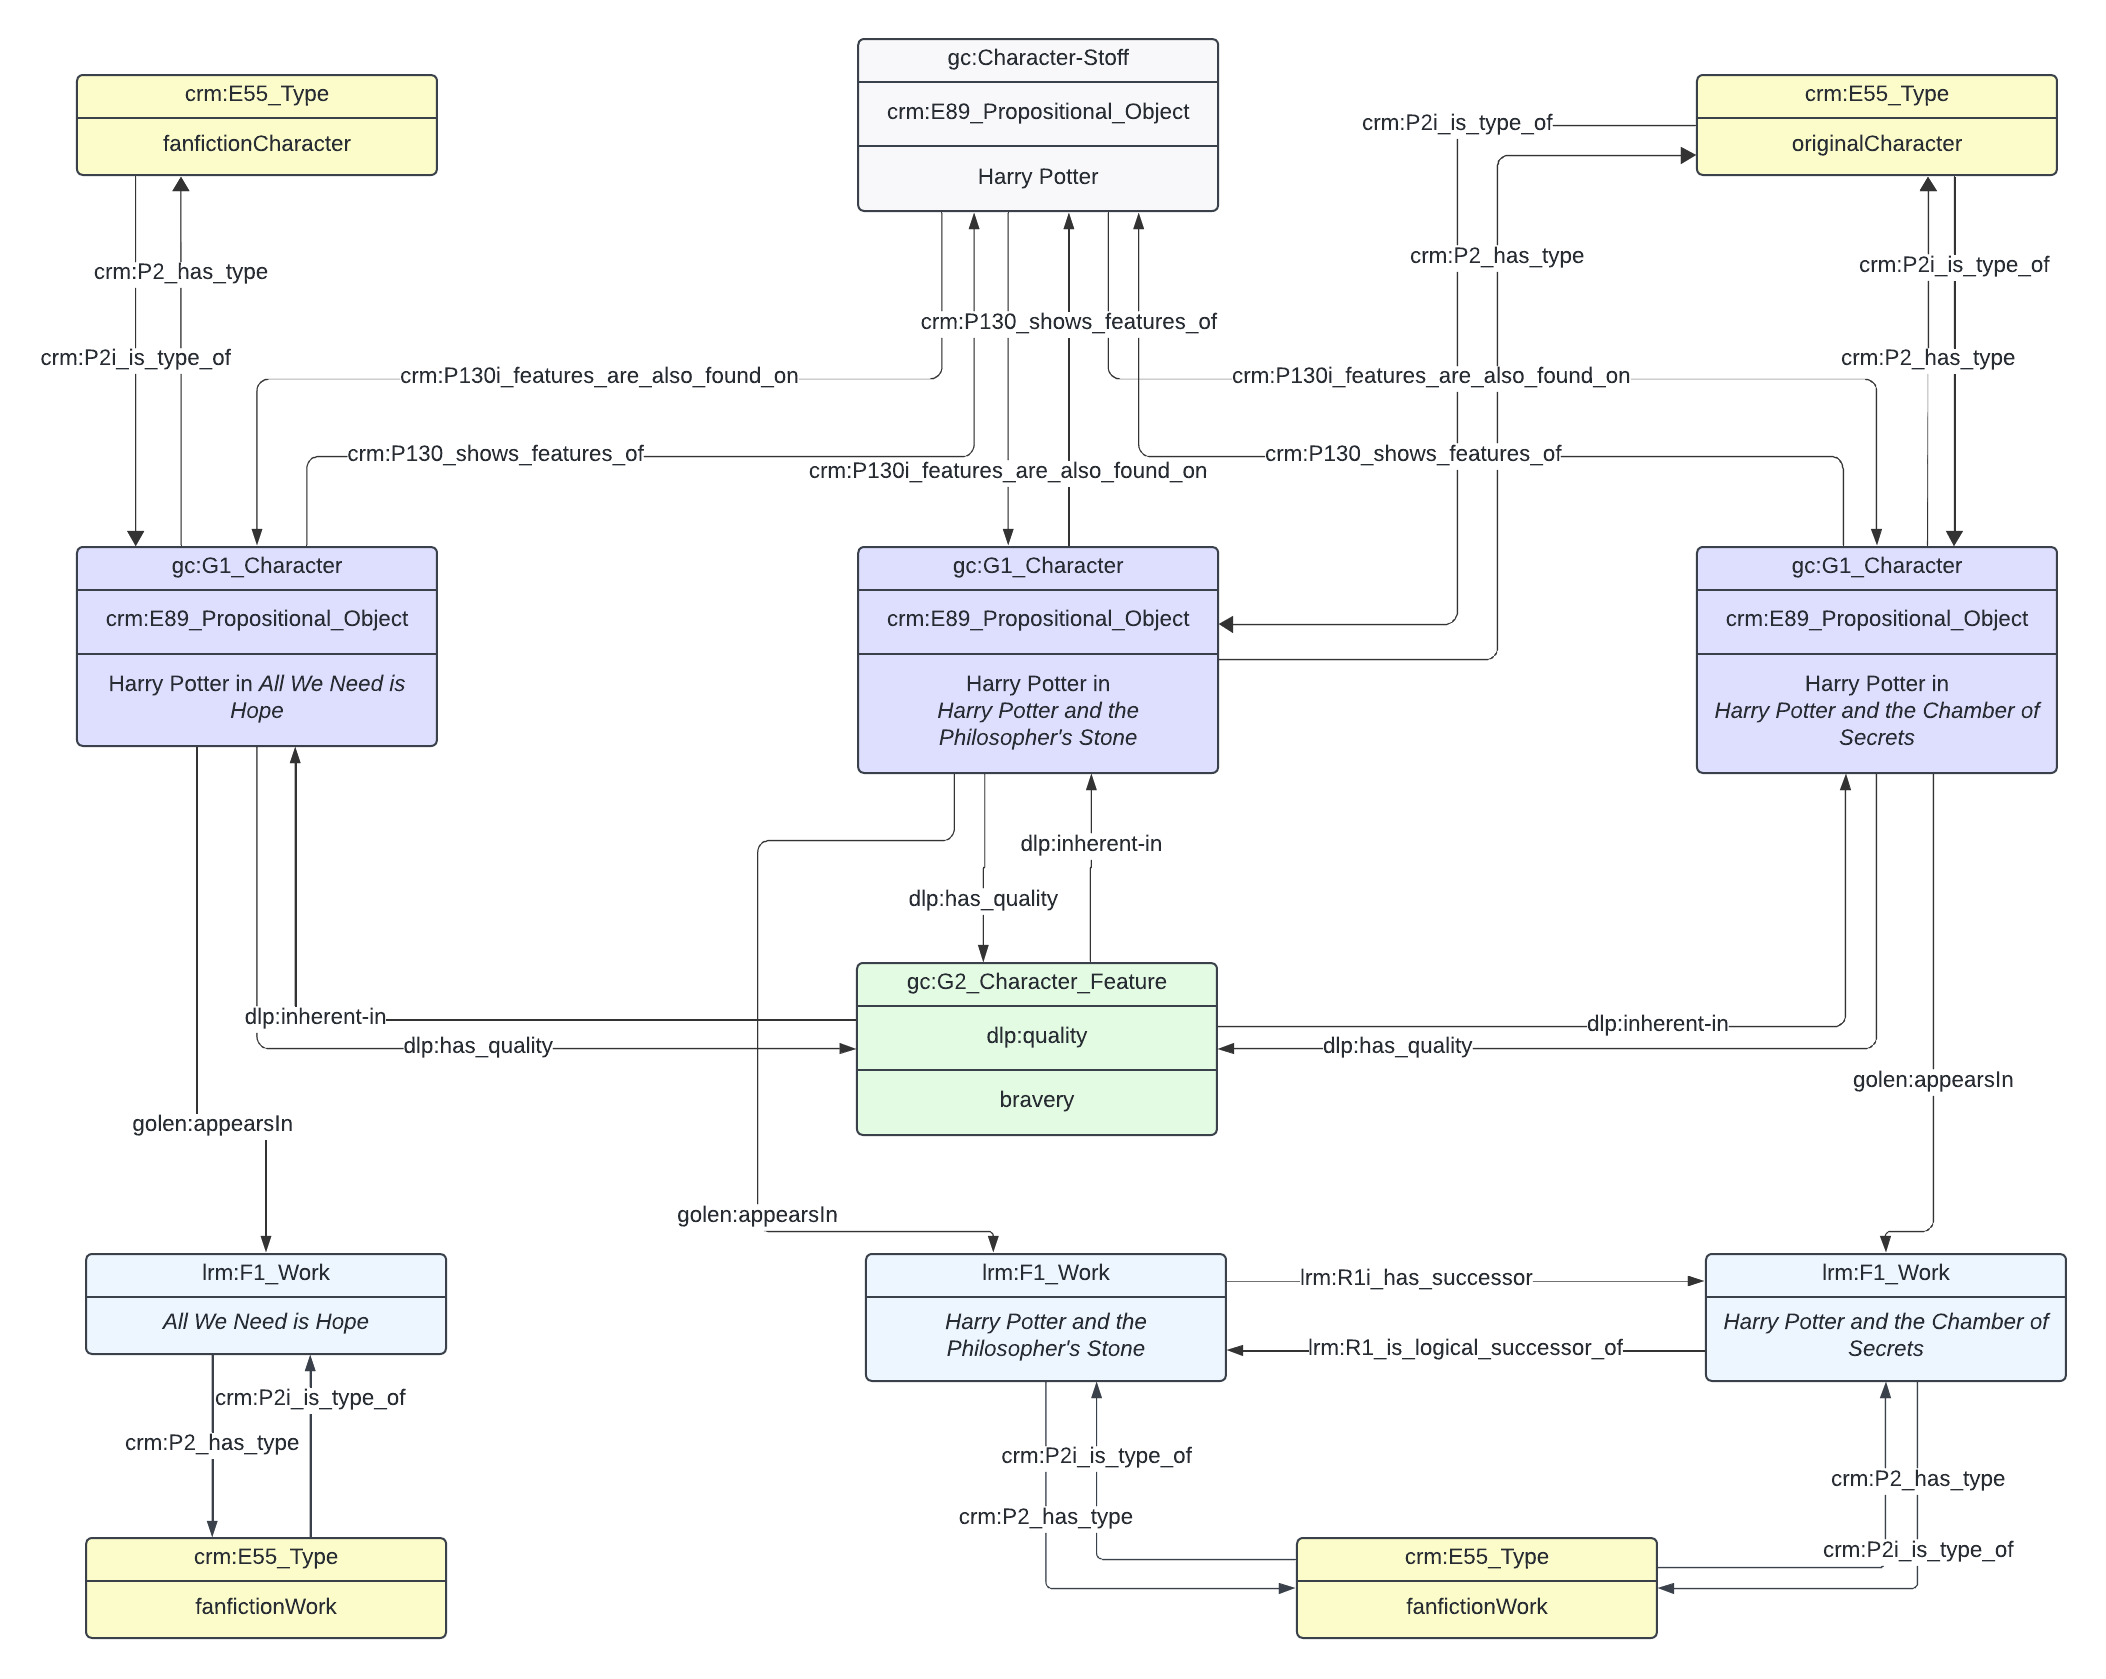 gc:Character-Stoff
crm:E89_Propositional_Object
Harry Potter
crm:E55_Type
fanfictionCharacter
crm:E55_Type
originalCharacter
crm:P2i_is_type_of
crm:P2_has_type
crm:P2_has_type
crm:P2i_is_type_of
crm:P130_shows_features_of
crm:P2i_is_type_of
crm:P2_has_type
crm:P130i_features_are_also_found_on
crm:P130i_features_are_also_found_on
crm:P130_shows_features_of
crm:P130_shows_features_of
crm:P130i_features_are_also_found_on
gc:G1_Character
crm:E89_Propositional_Object
Harry Potter in All We Need is
Hope
gc:G1_Character
crm:E89_Propositional_Object
Harry Potter in
Harry Potter and the
Philosopher's Stone
gc:G1_Character
crm:E89_Propositional_Object
Harry Potter in
Harry Potter and the Chamber of
Secrets
dlp:inherent-in
dlp:has_quality
gc:G2_Character_Feature
dlp:quality
bravery
dlp:inherent-in
dlp:has_quality
dlp:inherent-in
dlp:has_quality
golen:appearsIn
golen:appearsIn
golen:appearsIn
lrm:F1_Work
All We Need is Hope
lrm:F1_Work
Harry Potter and the
Philosopher's Stone
lrm:R1i_has_successor
lrm:R1_is_logical_successor_of
lrm:F1_Work
Harry Potter and the Chamber of
Secrets
crm:P2i_is_type_of
crm:P2_has_type
crm:P2i_is_type_of
crm:P2_has_type
crm:P2_has_type
crm:P2i_is_type_of
crm:E55_Type
fanfictionWork
crm:E55_Type
fanfictionWork